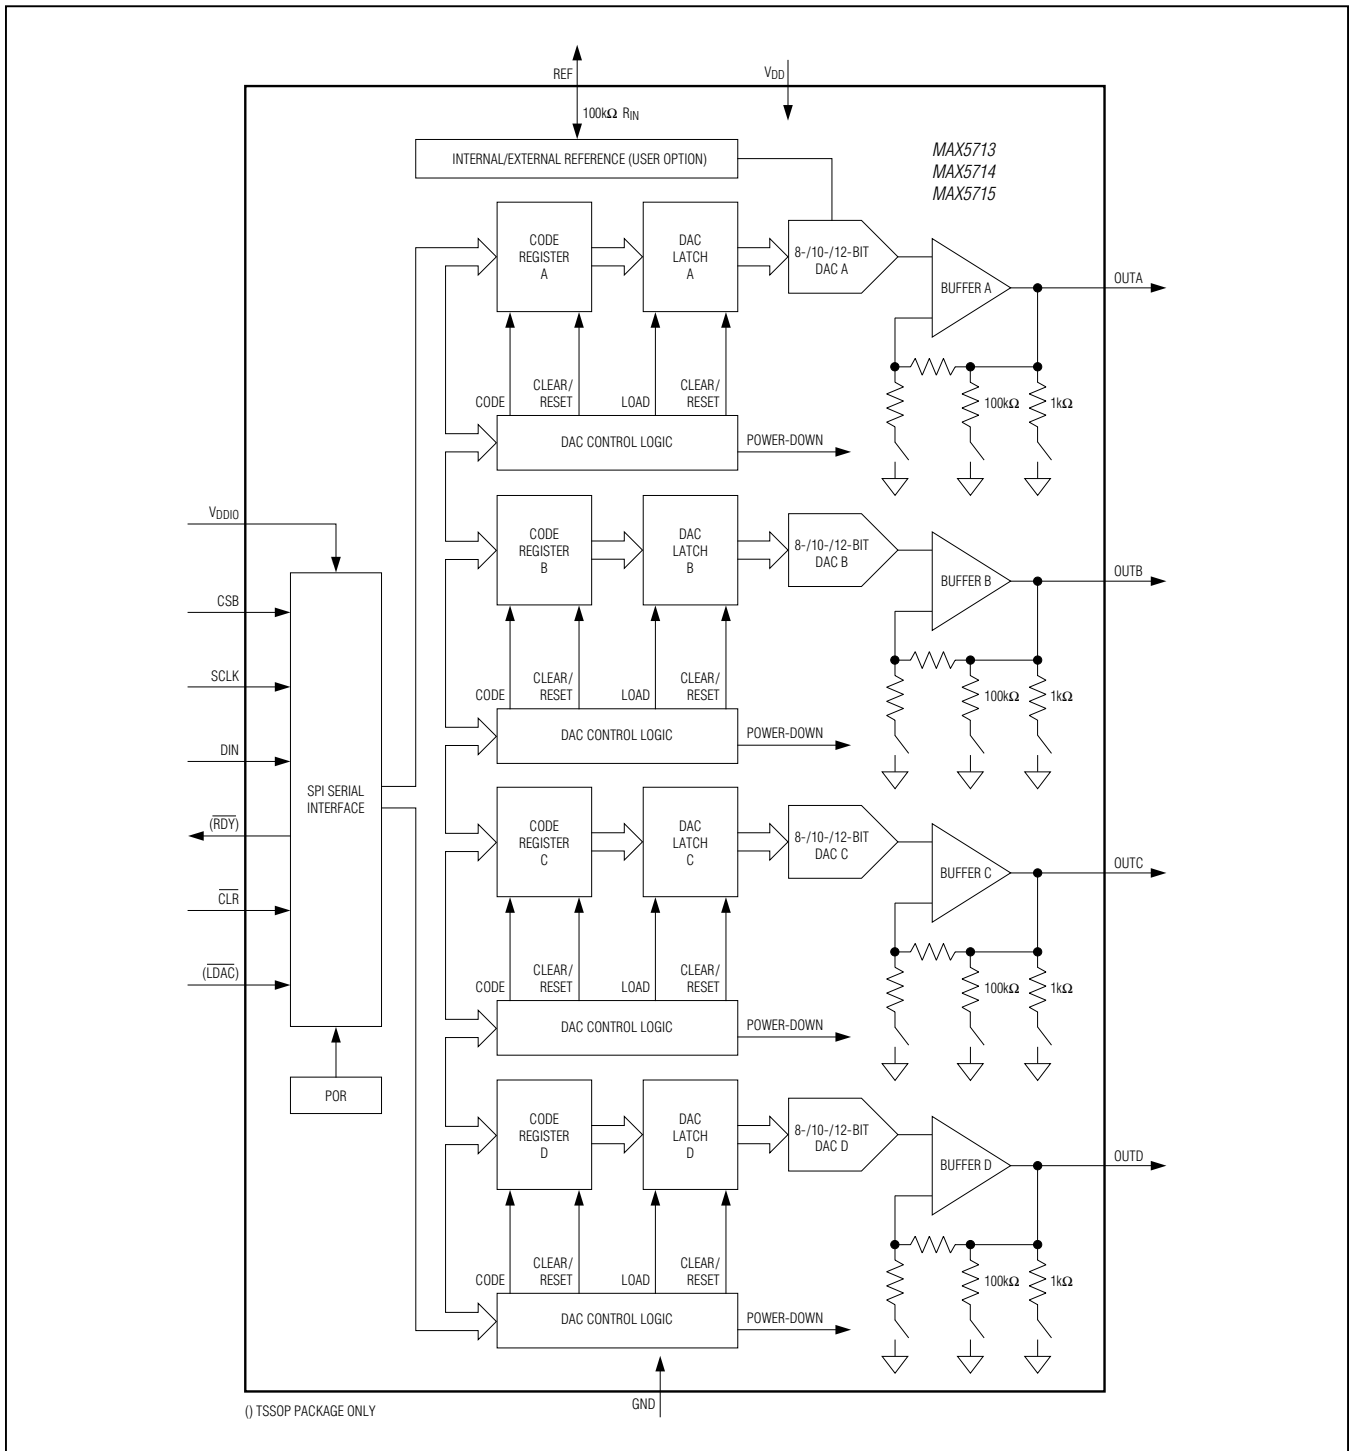 REF
VDD
100kΩ RIN
INTERNAL/EXTERNAL REFERENCE (USER OPTION)
MAX5713
MAX5714
MAX5715
CODE
REGISTER
A
DAC
LATCH
A
8-/10-/12-BIT
DAC A
BUFFER A
OUTA
CODE
CLEAR/
RESET
LOAD
CLEAR/
RESET
100kΩ
1kΩ
DAC CONTROL LOGIC
POWER-DOWN
VDDIO
CODE
REGISTER
B
DAC
LATCH
B
8-/10-/12-BIT
DAC B
BUFFER B
OUTB
CSB
SCLK
CODE
CLEAR/
RESET
LOAD
CLEAR/
RESET
100kΩ
1kΩ
DAC CONTROL LOGIC
POWER-DOWN
DIN
SPI SERIAL
INTERFACE
(RDY)
CLR
(LDAC)
CODE
REGISTER
C
DAC
LATCH
C
8-/10-/12-BIT
DAC C
BUFFER C
OUTC
CODE
CLEAR/
RESET
LOAD
CLEAR/
RESET
100kΩ
1kΩ
DAC CONTROL LOGIC
POWER-DOWN
POR
CODE
REGISTER
D
DAC
LATCH
D
8-/10-/12-BIT
DAC D
BUFFER D
OUTD
CODE
CLEAR/
RESET
LOAD
CLEAR/
RESET
100kΩ
1kΩ
DAC CONTROL LOGIC
POWER-DOWN
GND
() TSSOP PACKAGE ONLY